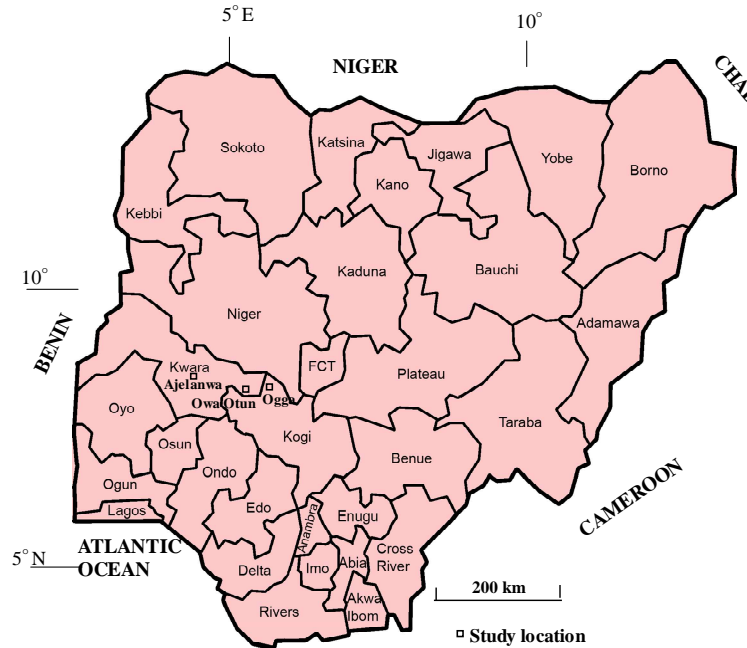 5° E
10°
NIGER
CHAD
Sokoto
Katsina
Jigawa
Yobe
Borno
Kano
Kebbi
Kaduna
Bauchi
10°
Niger
Adamawa
BENIN
Kwara
FCT
Plateau
Ajelanwa
Owa Otun
Ogga
Oyo
Taraba
Kogi
Osun
Benue
Ondo
Ogun
Lagos
Edo
Anambra
Enugu
CAMEROON
ATLANTIC
OCEAN
5° N
Delta
Imo
Abia
Cross
River
Rivers
Akwa
Ibom
200 km
Study location